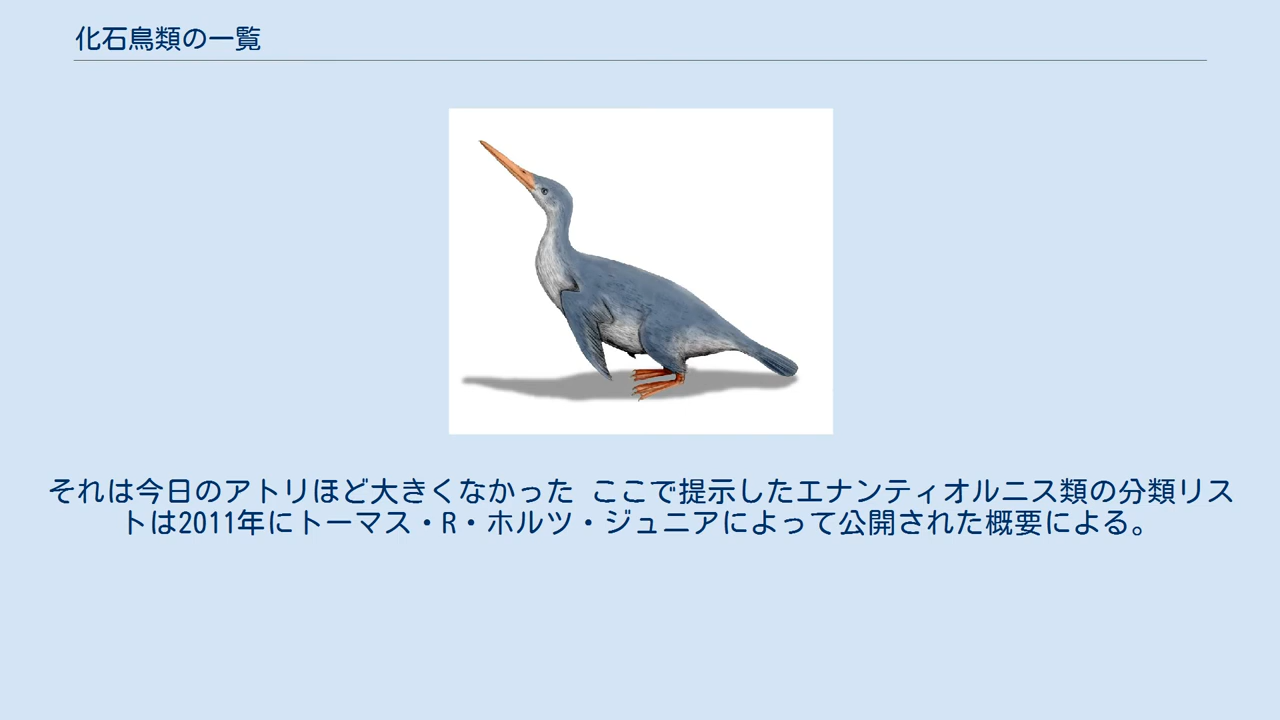 化石鳥類の一覧
それは今日のアトリほど大きくなかった ここで提示したエナンティオルニス類の分類リス
トは2011年にトーマス・R・ホルツ・ジュニアによって公開された概要による。